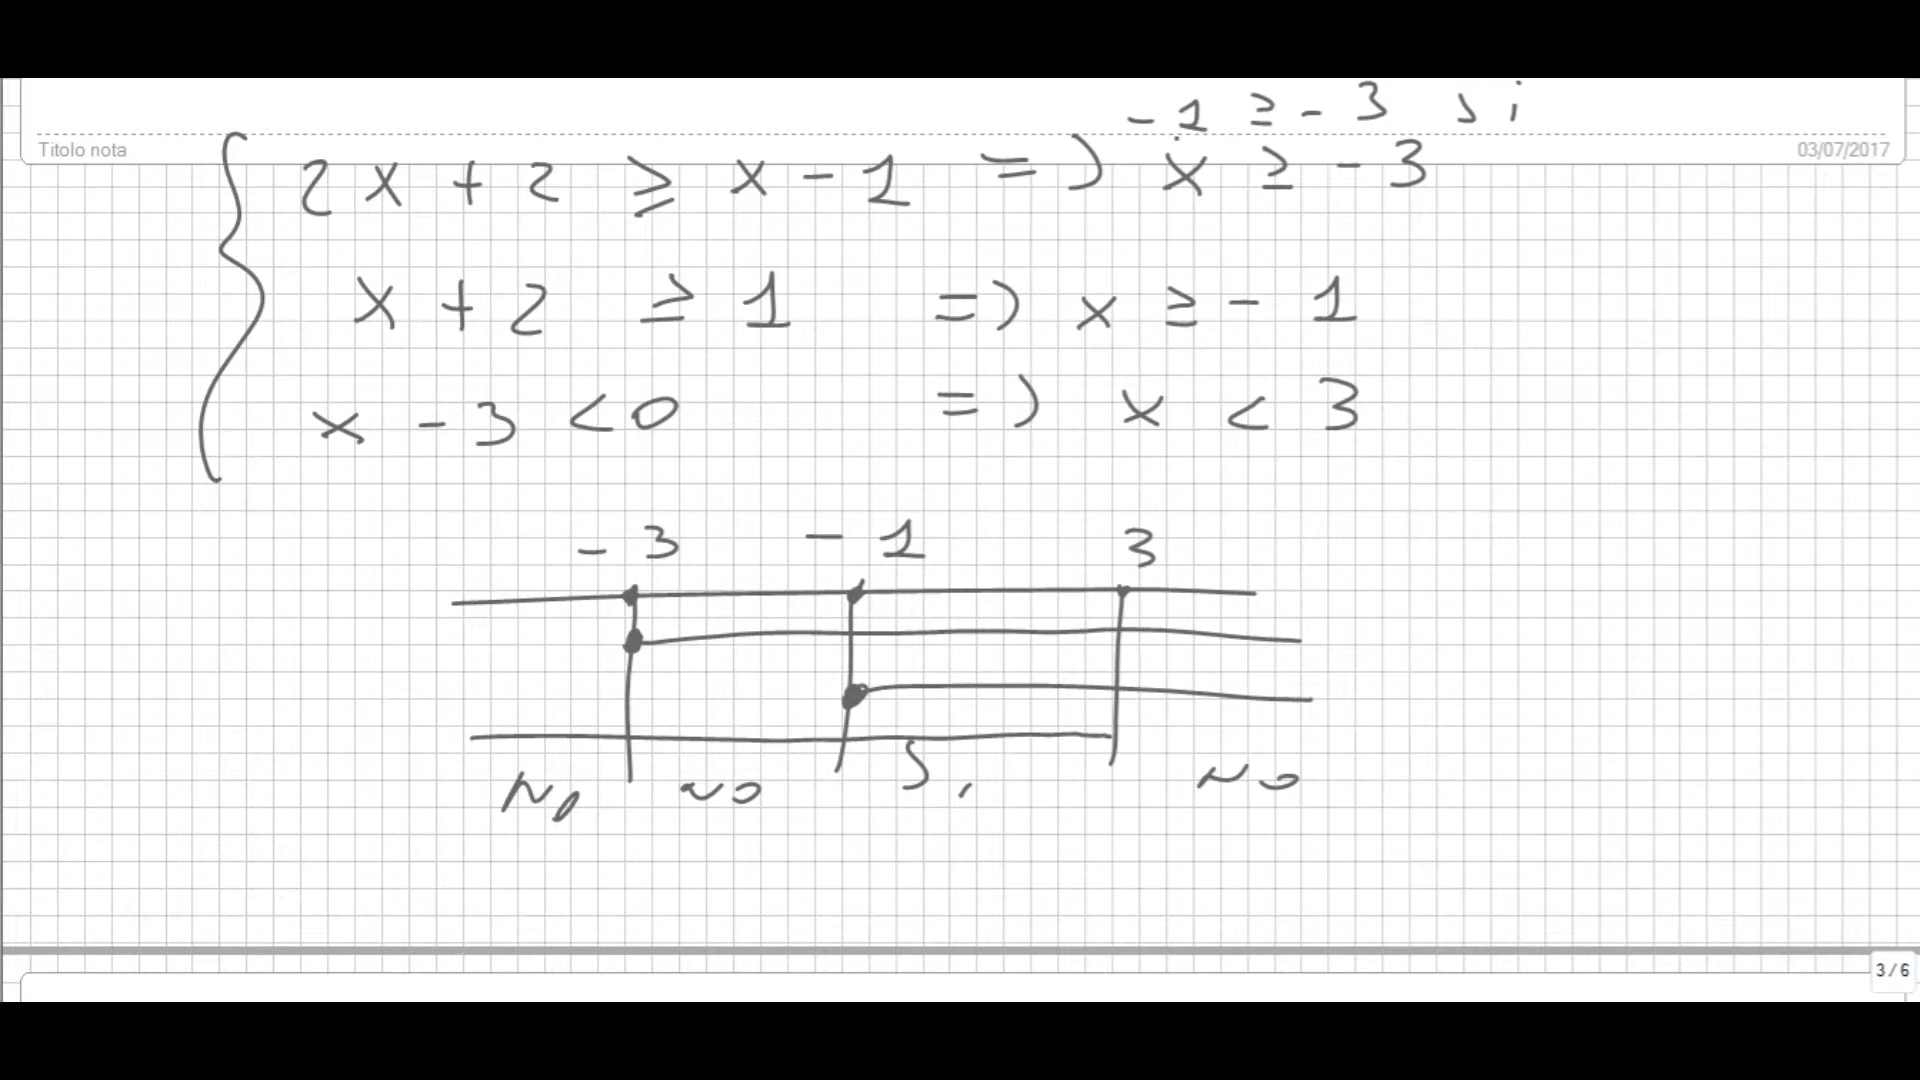 -1 ≥ -3 si
Titolo nota
03/07/2017
2x + 2 ≥ x - 1 => x ≥ -3
x + 2 ≥ 1 => x ≥ -1
x - 3 < 0 => x < 3
-3 -1 3
No NO Si NO
3 / 6